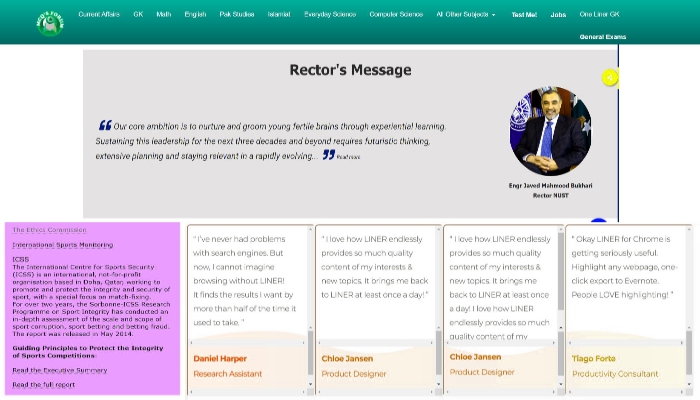 MCQ'S FORUM
Current Affairs GK Math English Pak Studies Islamiat Everyday Science Computer Science All Other Subjects Test Me! Jobs One Liner GK
General Exams
Rector's Message
“ Our core ambition is to nurture and groom young fertile brains through experiential learning.
Sustaining this leadership for the next three decades and beyond requires futuristic thinking,
extensive planning and staying relevant in a rapidly evolving... ” Read more
Engr Javed Mahmood Bukhari
Rector NUST
The Ethics Commission
International Sports Monitoring
ICSS
The International Centre for Sports Security
(ICSS) is an international, not-for-profit
organisation based in Doha, Qatar, working to
promote and protect the integrity and security of
sport, with a special focus on match-fixing.
For over two years, the Sorbonne-ICSS Research
Programme on Sport Integrity has conducted an
in-depth assessment of the scale and scope of
sport corruption, sport betting and betting fraud.
The report was released in May 2014.
Guiding Principles to Protect the Integrity
of Sports Competitions:
Read the Executive Summary
Read the full report
" I've never had problems
with search engines. But
now, I cannot imagine
browsing without LINER!
It finds the results I want by
more than half of the time it
used to take. "
Daniel Harper
Research Assistant
" I love how LINER endlessly
provides so much quality
content of my interests &
new topics. It brings me back
to LINER at least once a day! "
Chloe Jansen
Product Designer
" I love how LINER endlessly
provides so much quality
content of my interests &
new topics. It brings me
back to LINER at least once
a day! I love how LINER
endlessly provides so much
quality content of my
Chloe Jansen
Product Designer
" Okay LINER for Chrome is
getting seriously useful.
Highlight any webpage, one-
click export to Evernote.
People LOVE highlighting! "
Tiago Forte
Productivity Consultant